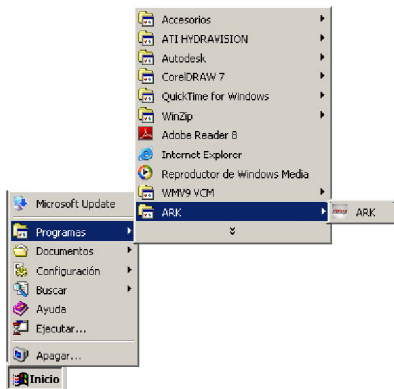 Accesorios
ATI HYDRAVISION
Autodesk
CorelDRAW 7
QuickTime for Windows
WinZip
Adobe Reader 8
Internet Explorer
Reproductor de Windows Media
WMV9 VCM
ARK
ARK
Microsoft Update
Programas
Documentos
Configuración
Buscar
Ayuda
Ejecutar...
Apagar...
Inicio